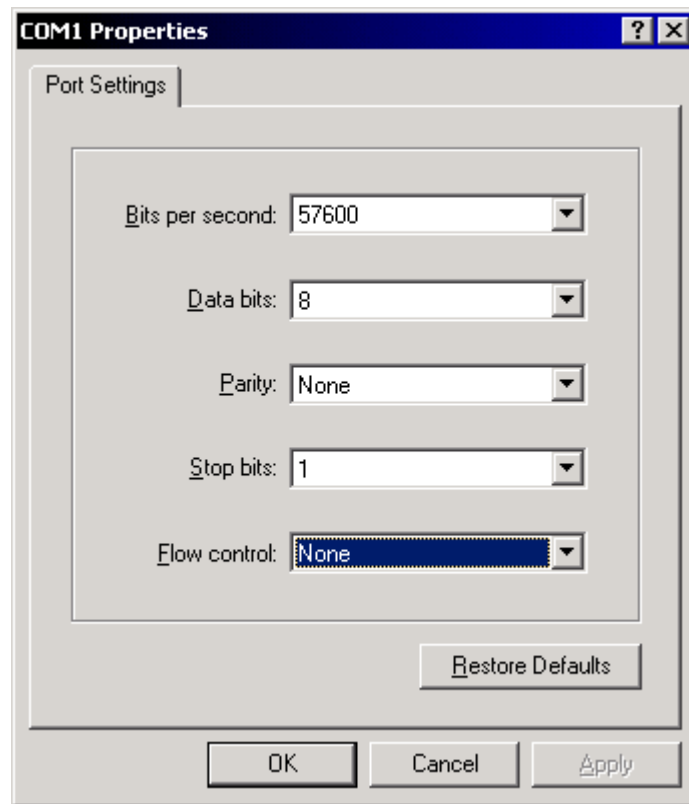 COM1 Properties
Port Settings
Bits per second: 57600
Data bits: 8
Parity: None
Stop bits: 1
Flow control: None
Restore Defaults
OK Cancel Apply